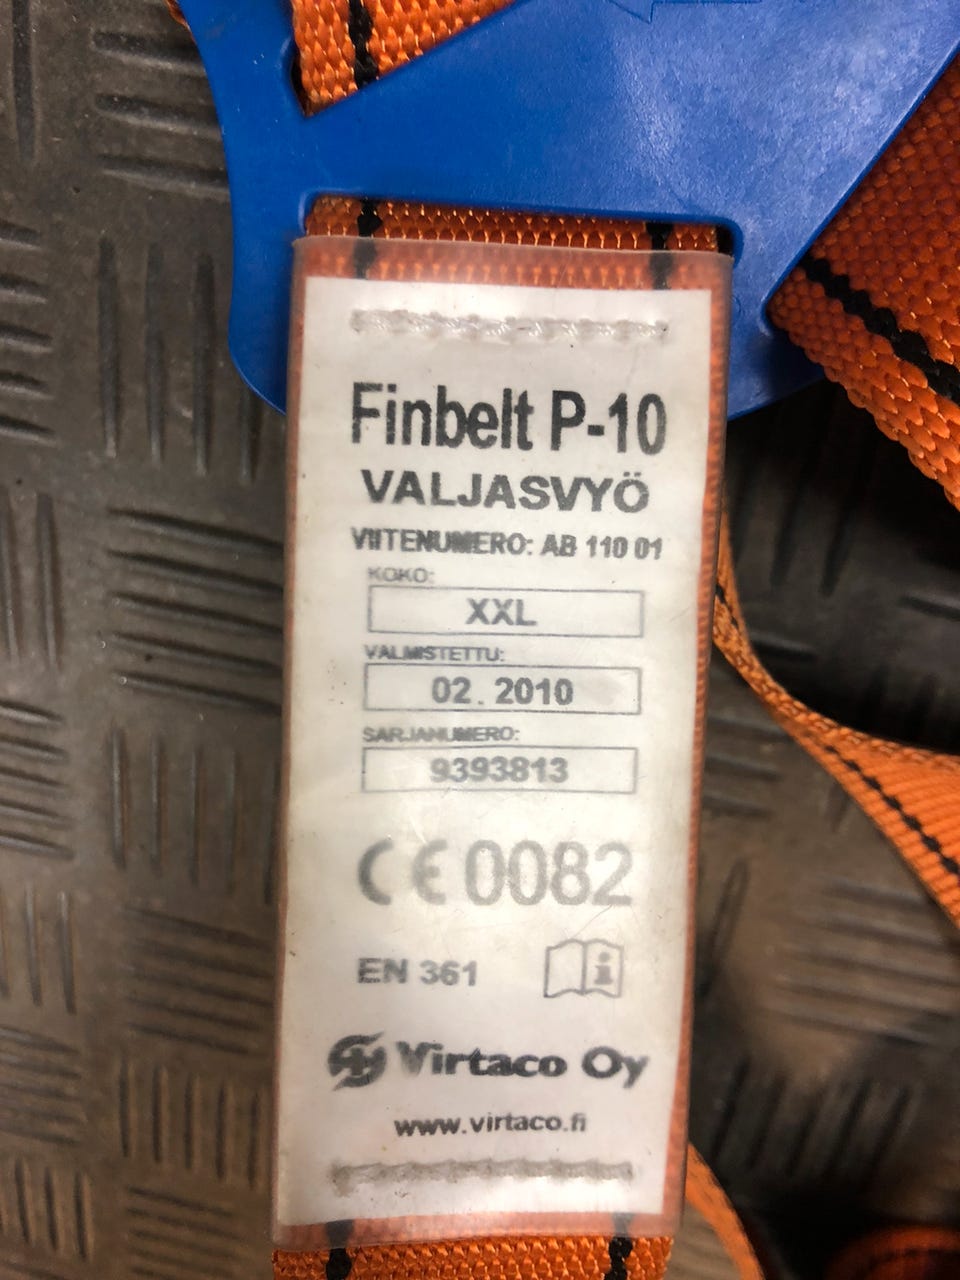 Finbelt P-10
VALJASVYÖ
VIITENUMERO: AB 110 01
KOKO:
XXL
VALMISTETTU:
02.2010
SARJANUMERO:
9393813
CE 0082
EN 361 i
Virtaco Oy
www.virtaco.fi